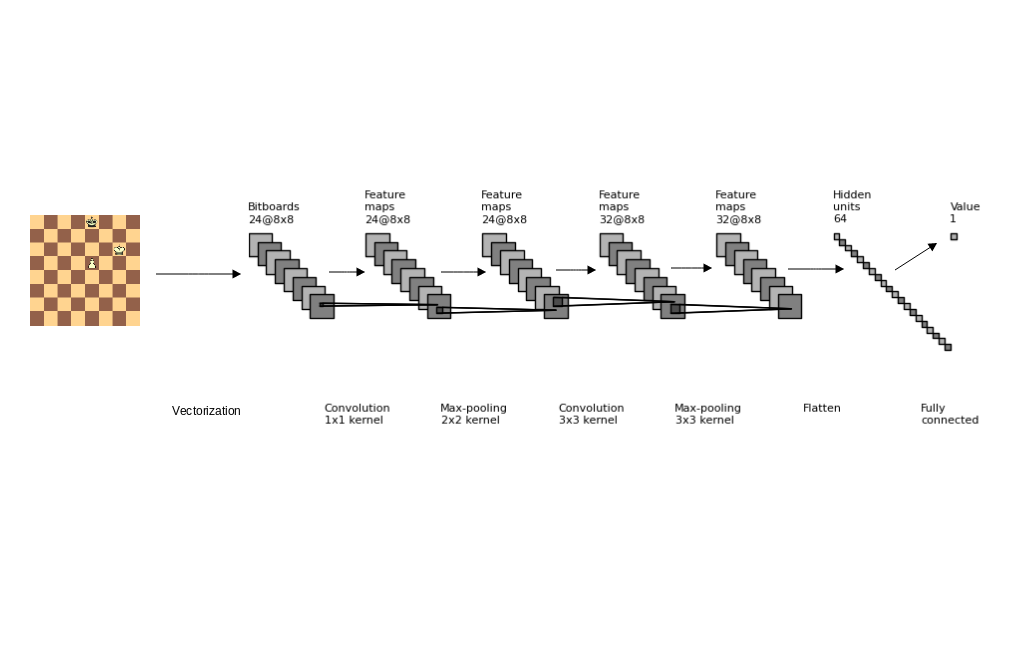 Bitboards
24@8x8
Feature
maps
24@8x8
Feature
maps
24@8x8
Feature
maps
32@8x8
Feature
maps
32@8x8
Hidden
units
64
Value
1
Vectorization
Convolution
1x1 kernel
Max-pooling
2x2 kernel
Convolution
3x3 kernel
Max-pooling
3x3 kernel
Flatten
Fully
connected